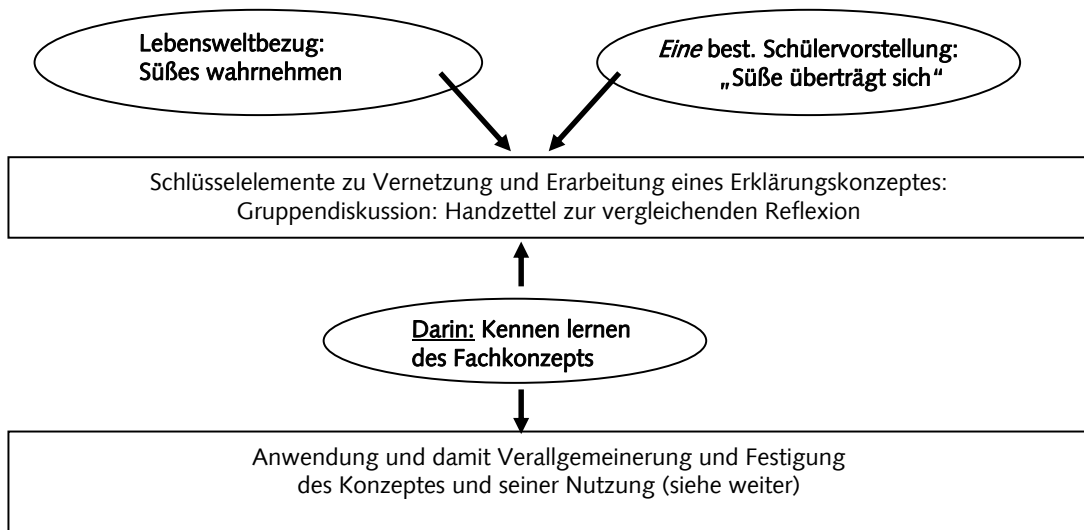 Lebensweltbezug:
Süßes wahrnehmen
Eine best. Schülervorstellung:
„Süße überträgt sich“
Schlüsselelemente zu Vernetzung und Erarbeitung eines Erklärungskonzeptes:
Gruppendiskussion: Handzettel zur vergleichenden Reflexion
Darin: Kennen lernen
des Fachkonzepts
Anwendung und damit Verallgemeinerung und Festigung
des Konzeptes und seiner Nutzung (siehe weiter)